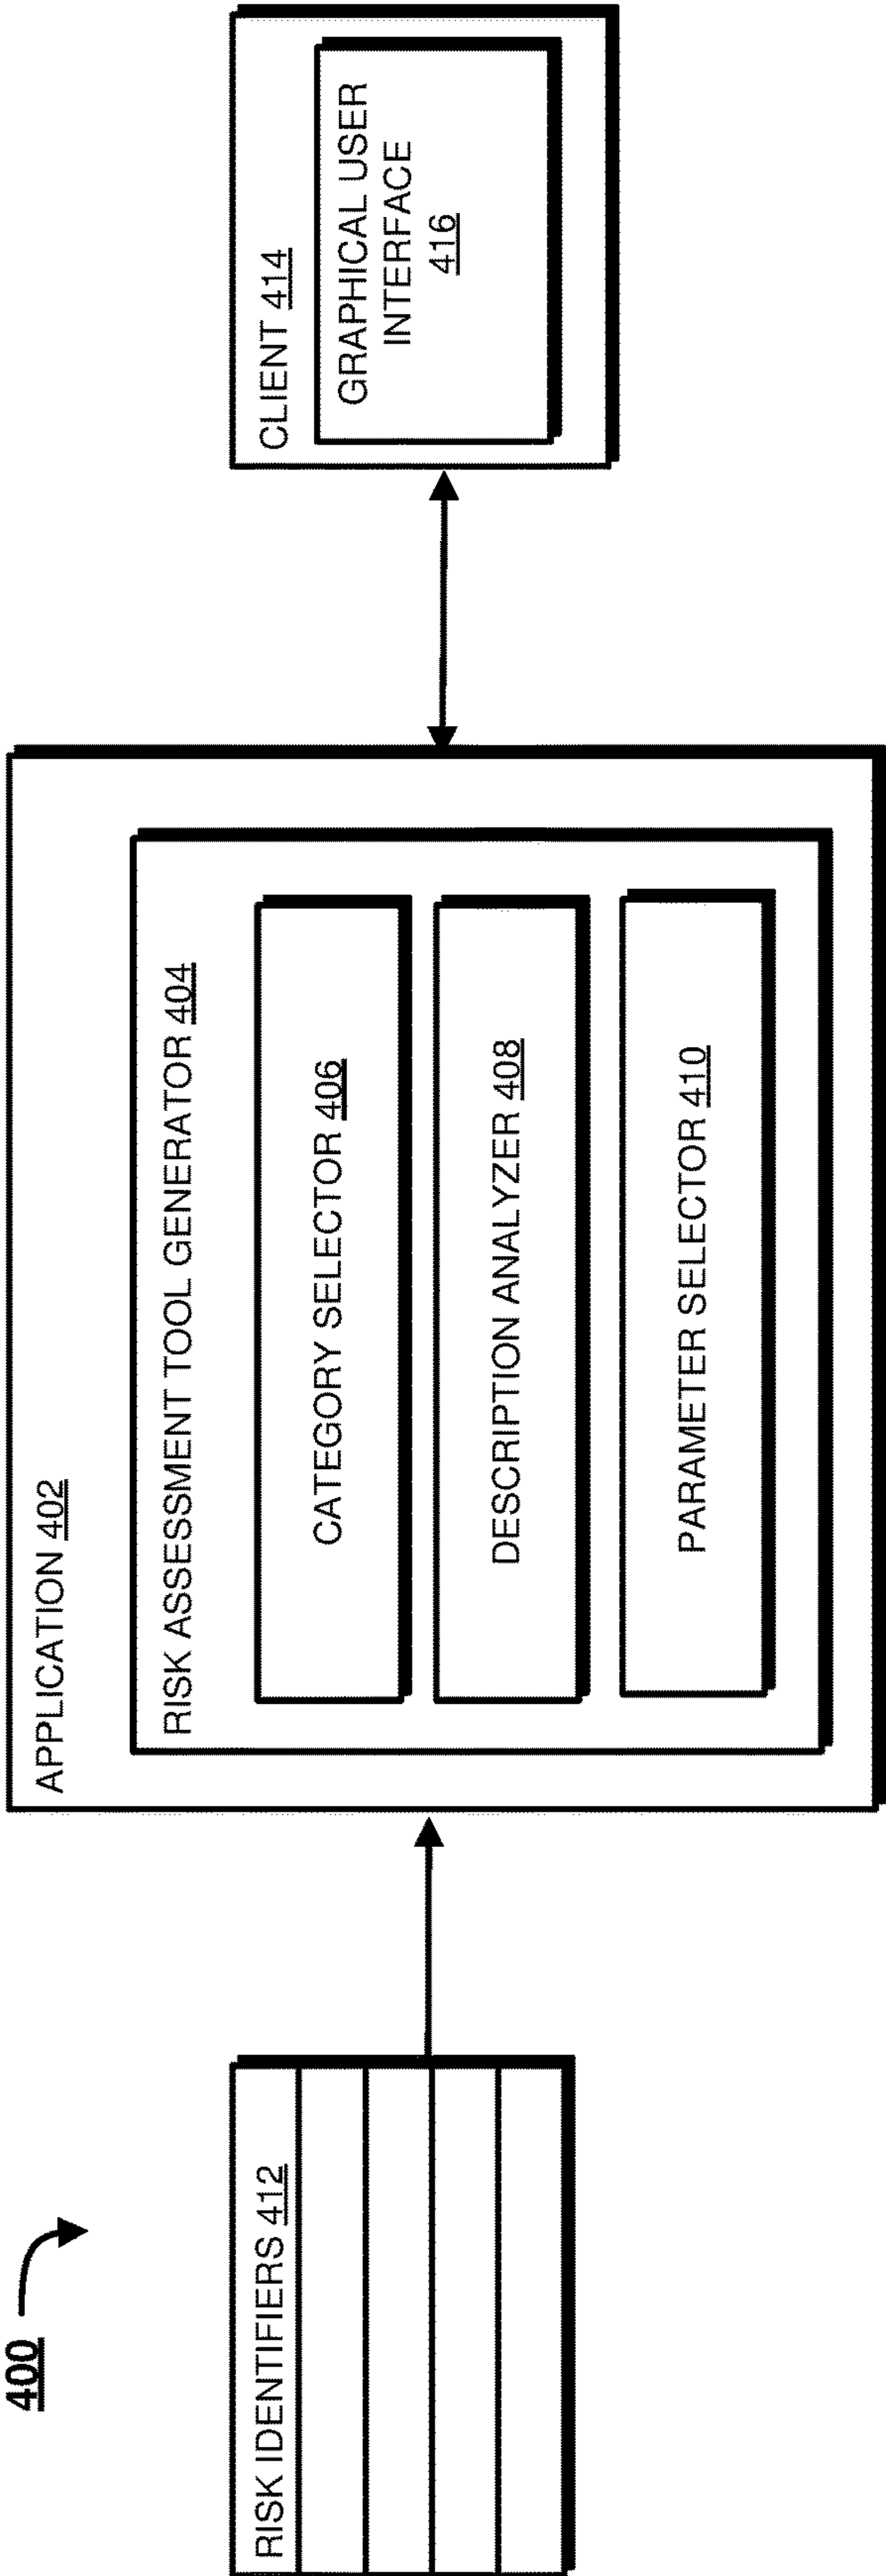 400
RISK IDENTIFIERS 412
APPLICATION 402
RISK ASSESSMENT TOOL GENERATOR 404
CATEGORY SELECTOR 406
DESCRIPTION ANALYZER 408
PARAMETER SELECTOR 410
CLIENT 414
GRAPHICAL USER
INTERFACE
416